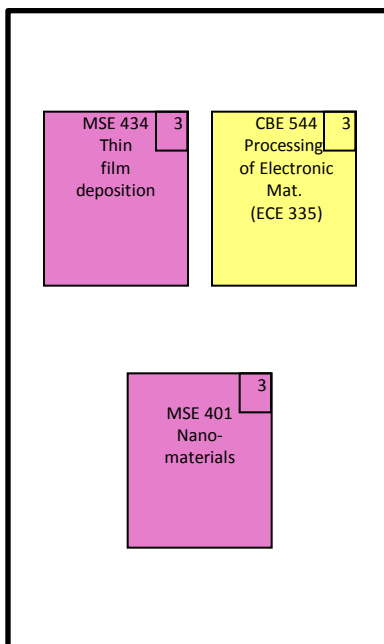 MSE 434 3
Thin
film
deposition
CBE 544 3
Processing
of Electronic
Mat.
(ECE 335)
3
MSE 401
Nano-
materials